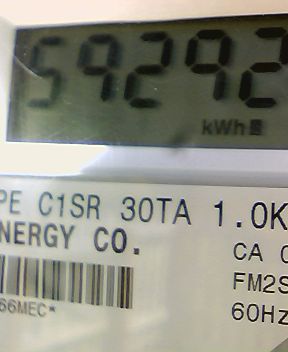 59292
kWh
PE C1SR 30TA 1.0K
NERGY CO.
CA
FM2S
60Hz
66MEC*